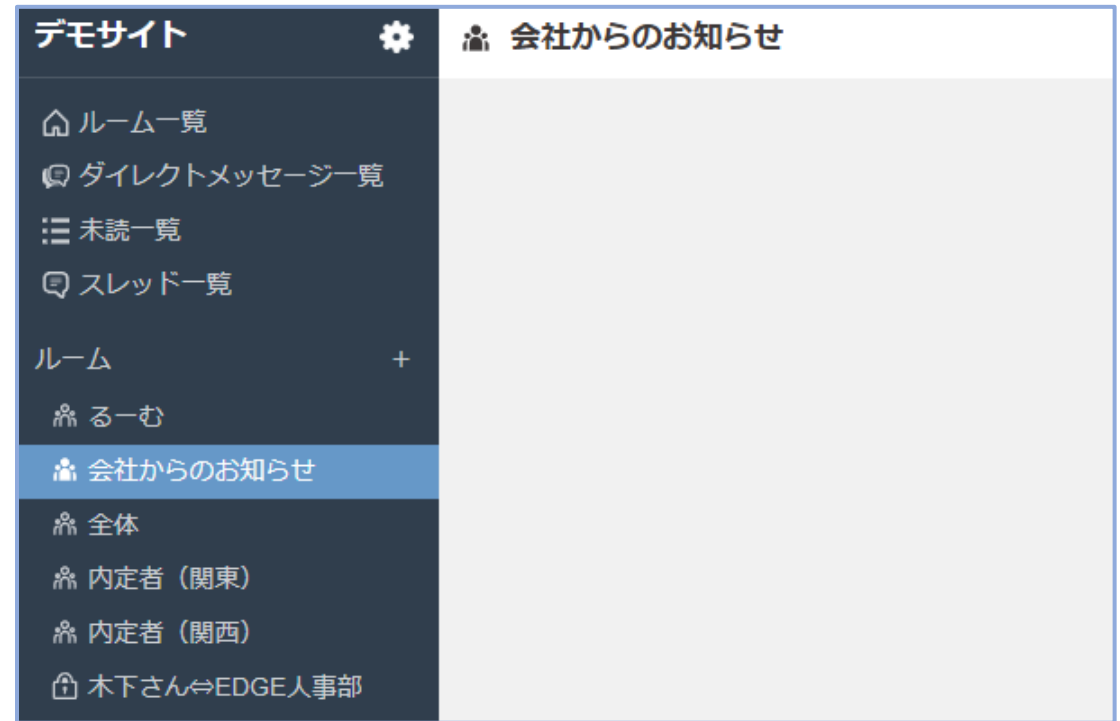 デモサイト
会社からのお知らせ
ルーム一覧
ダイレクトメッセージ一覧
未読一覧
スレッド一覧
ルーム +
るーむ
会社からのお知らせ
全体
内定者（関東）
内定者（関西）
木下さん⇔EDGE人事部